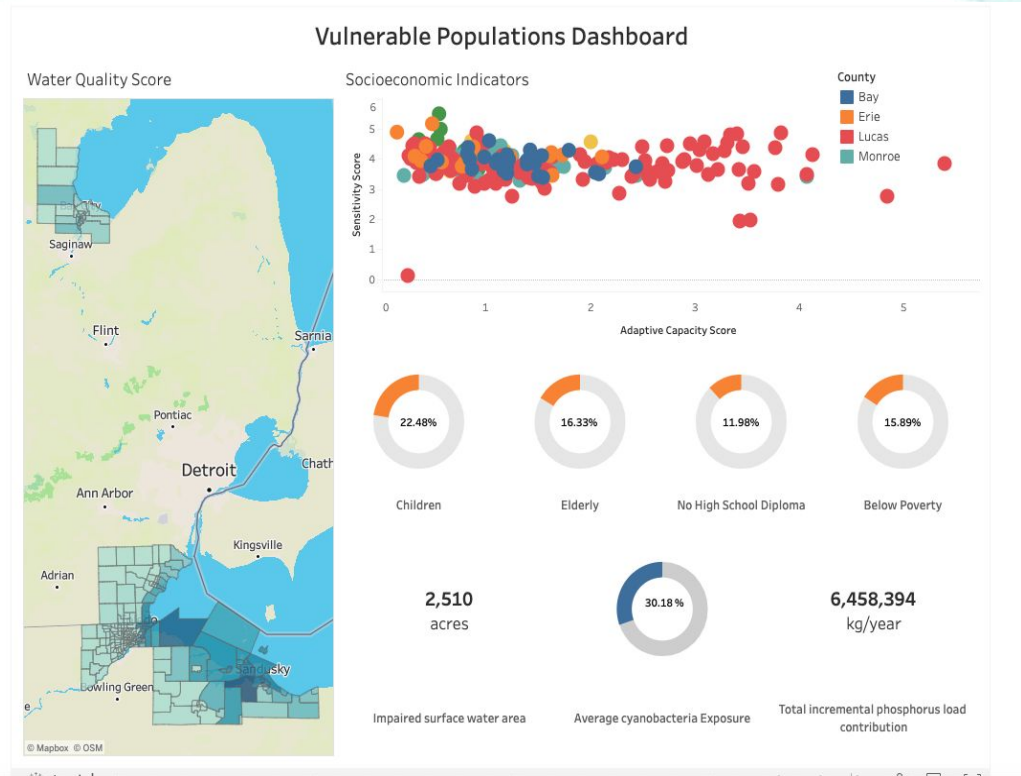 Vulnerable Populations Dashboard
Water Quality Score
Socioeconomic Indicators
County
Bay
Erie
Lucas
Monroe
Sensitivity Score
6
5
4
3
2
1
0
0 1 2 3 4 5
Adaptive Capacity Score
Saginaw
Flint
Sarnia
Pontiac
Detroit
Chath
Ann Arbor
Kingsville
Adrian
Sandusky
owling Green
e
© Mapbox © OSM
22.48% 16.33% 11.98% 15.89%
Children Elderly No High School Diploma Below Poverty
2,510
acres
30.18 %
6,458,394
kg/year
Impaired surface water area
Average cyanobacteria Exposure
Total incremental phosphorus load
contribution